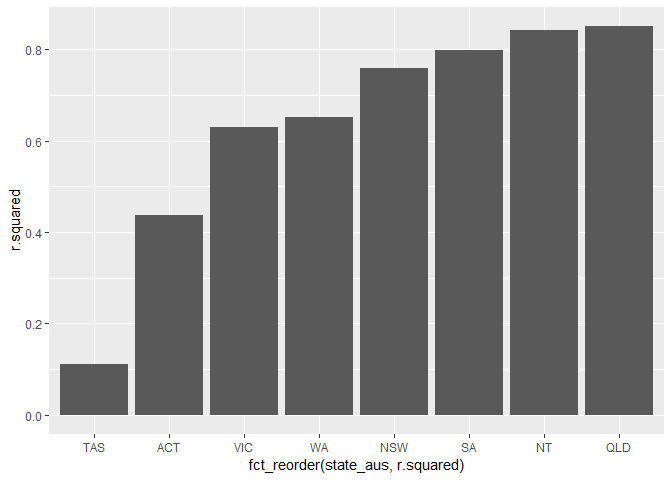 r.squared
0.8
0.6
0.4
0.2
0.0
TAS ACT VIC WA NSW SA NT QLD
fct_reorder(state_aus, r.squared)